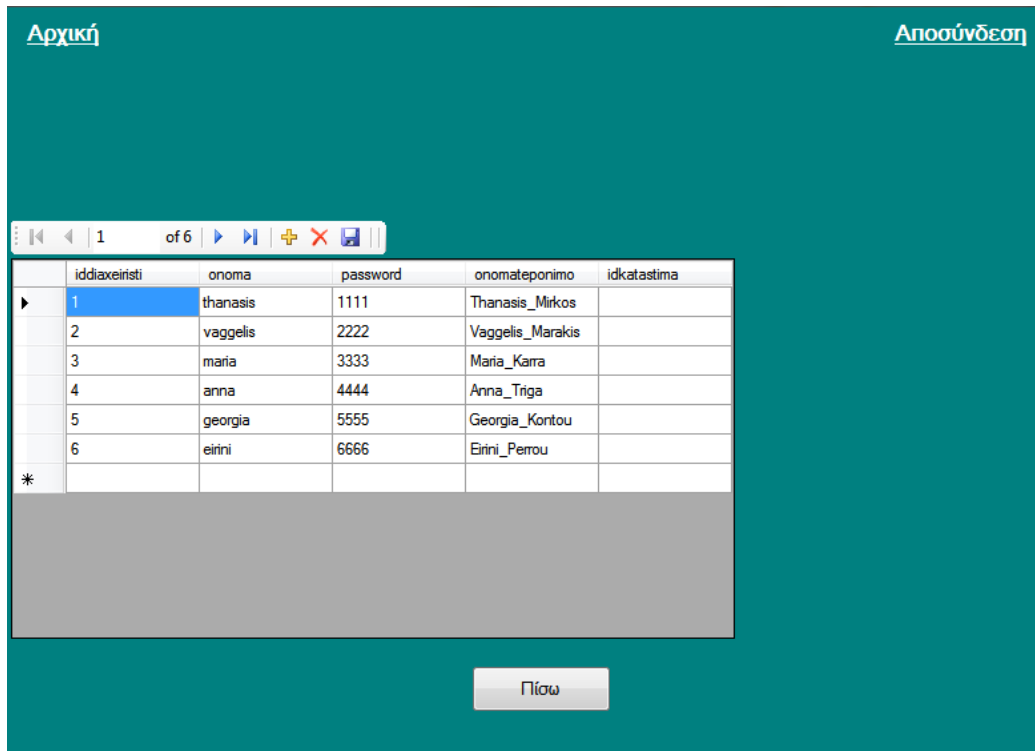 Αρχική Αποσύνδεση
1 of 6
iddiaxeiristi onoma password onomateponimo idkatastima
1 thanasis 1111 Thanasis_Mirkos
2 vaggelis 2222 Vaggelis_Marakis
3 maria 3333 Maria_Karra
4 anna 4444 Anna_Triga
5 georgia 5555 Georgia_Kontou
6 eirini 6666 Eirini_Perrou
Πίσω